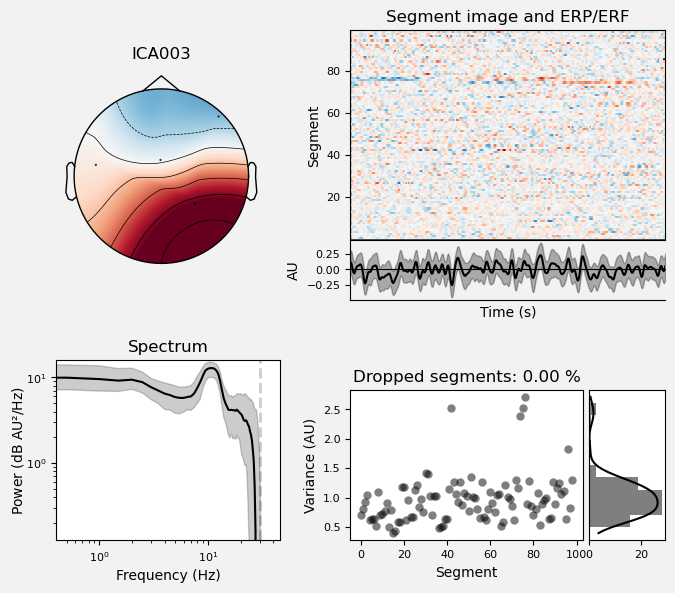 ICA003
Segment image and ERP/ERF
Segment
80
60
40
20
AU
0.25
0.00
−0.25
Time (s)
Spectrum
Power (dB AU²/Hz)
10¹
10⁰
10⁰
10¹
Frequency (Hz)
Dropped segments: 0.00 %
Variance (AU)
2.5
2.0
1.5
1.0
0.5
0
20
40
60
80
100
Segment
0
20